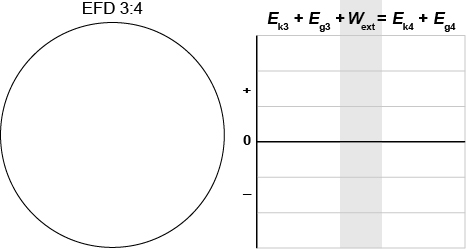 EFD 3:4
Ek3 + Eg3 + Wext = Ek4 + Eg4
+
0
–